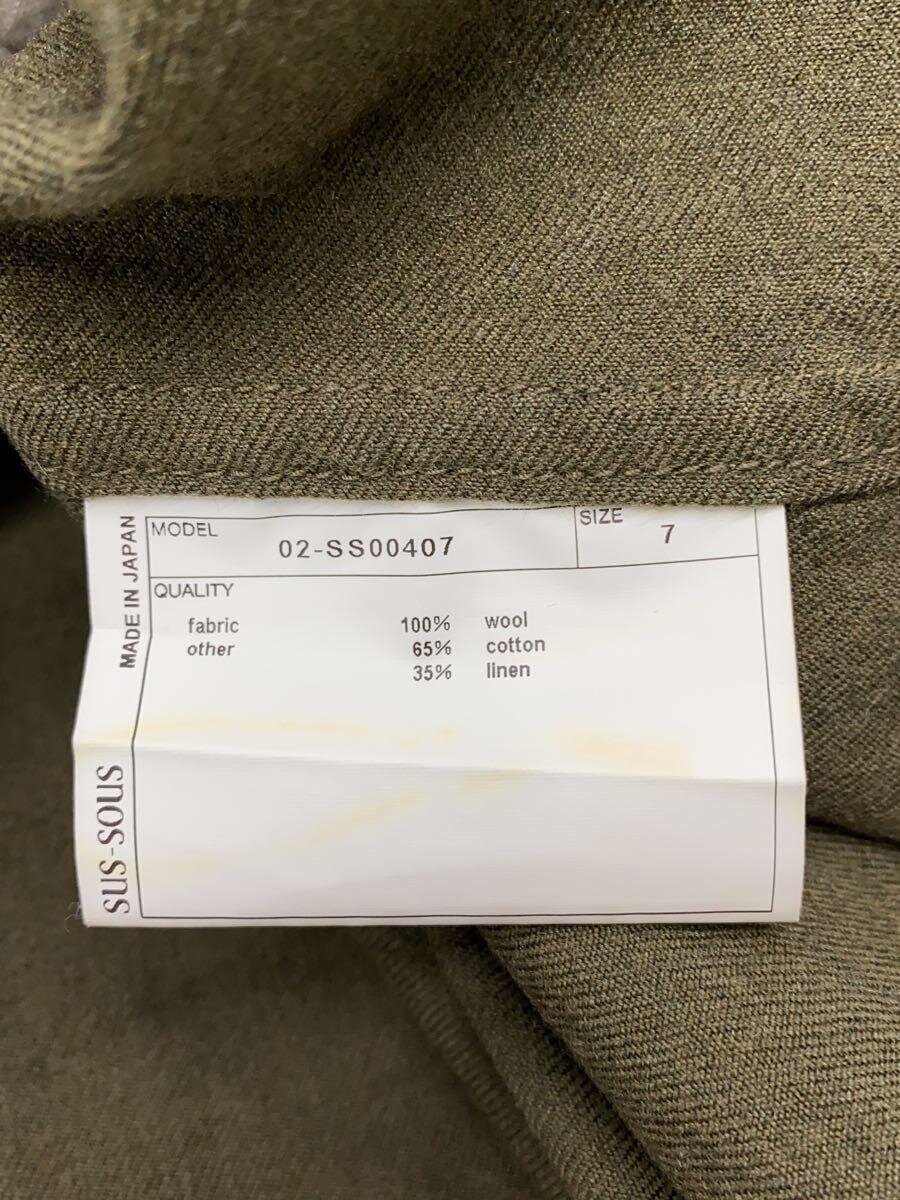 MADE IN JAPAN
sus-sous
MODEL
02-SS00407
SIZE
7
QUALITY
fabric 100% wool
other 65% cotton
35% linen